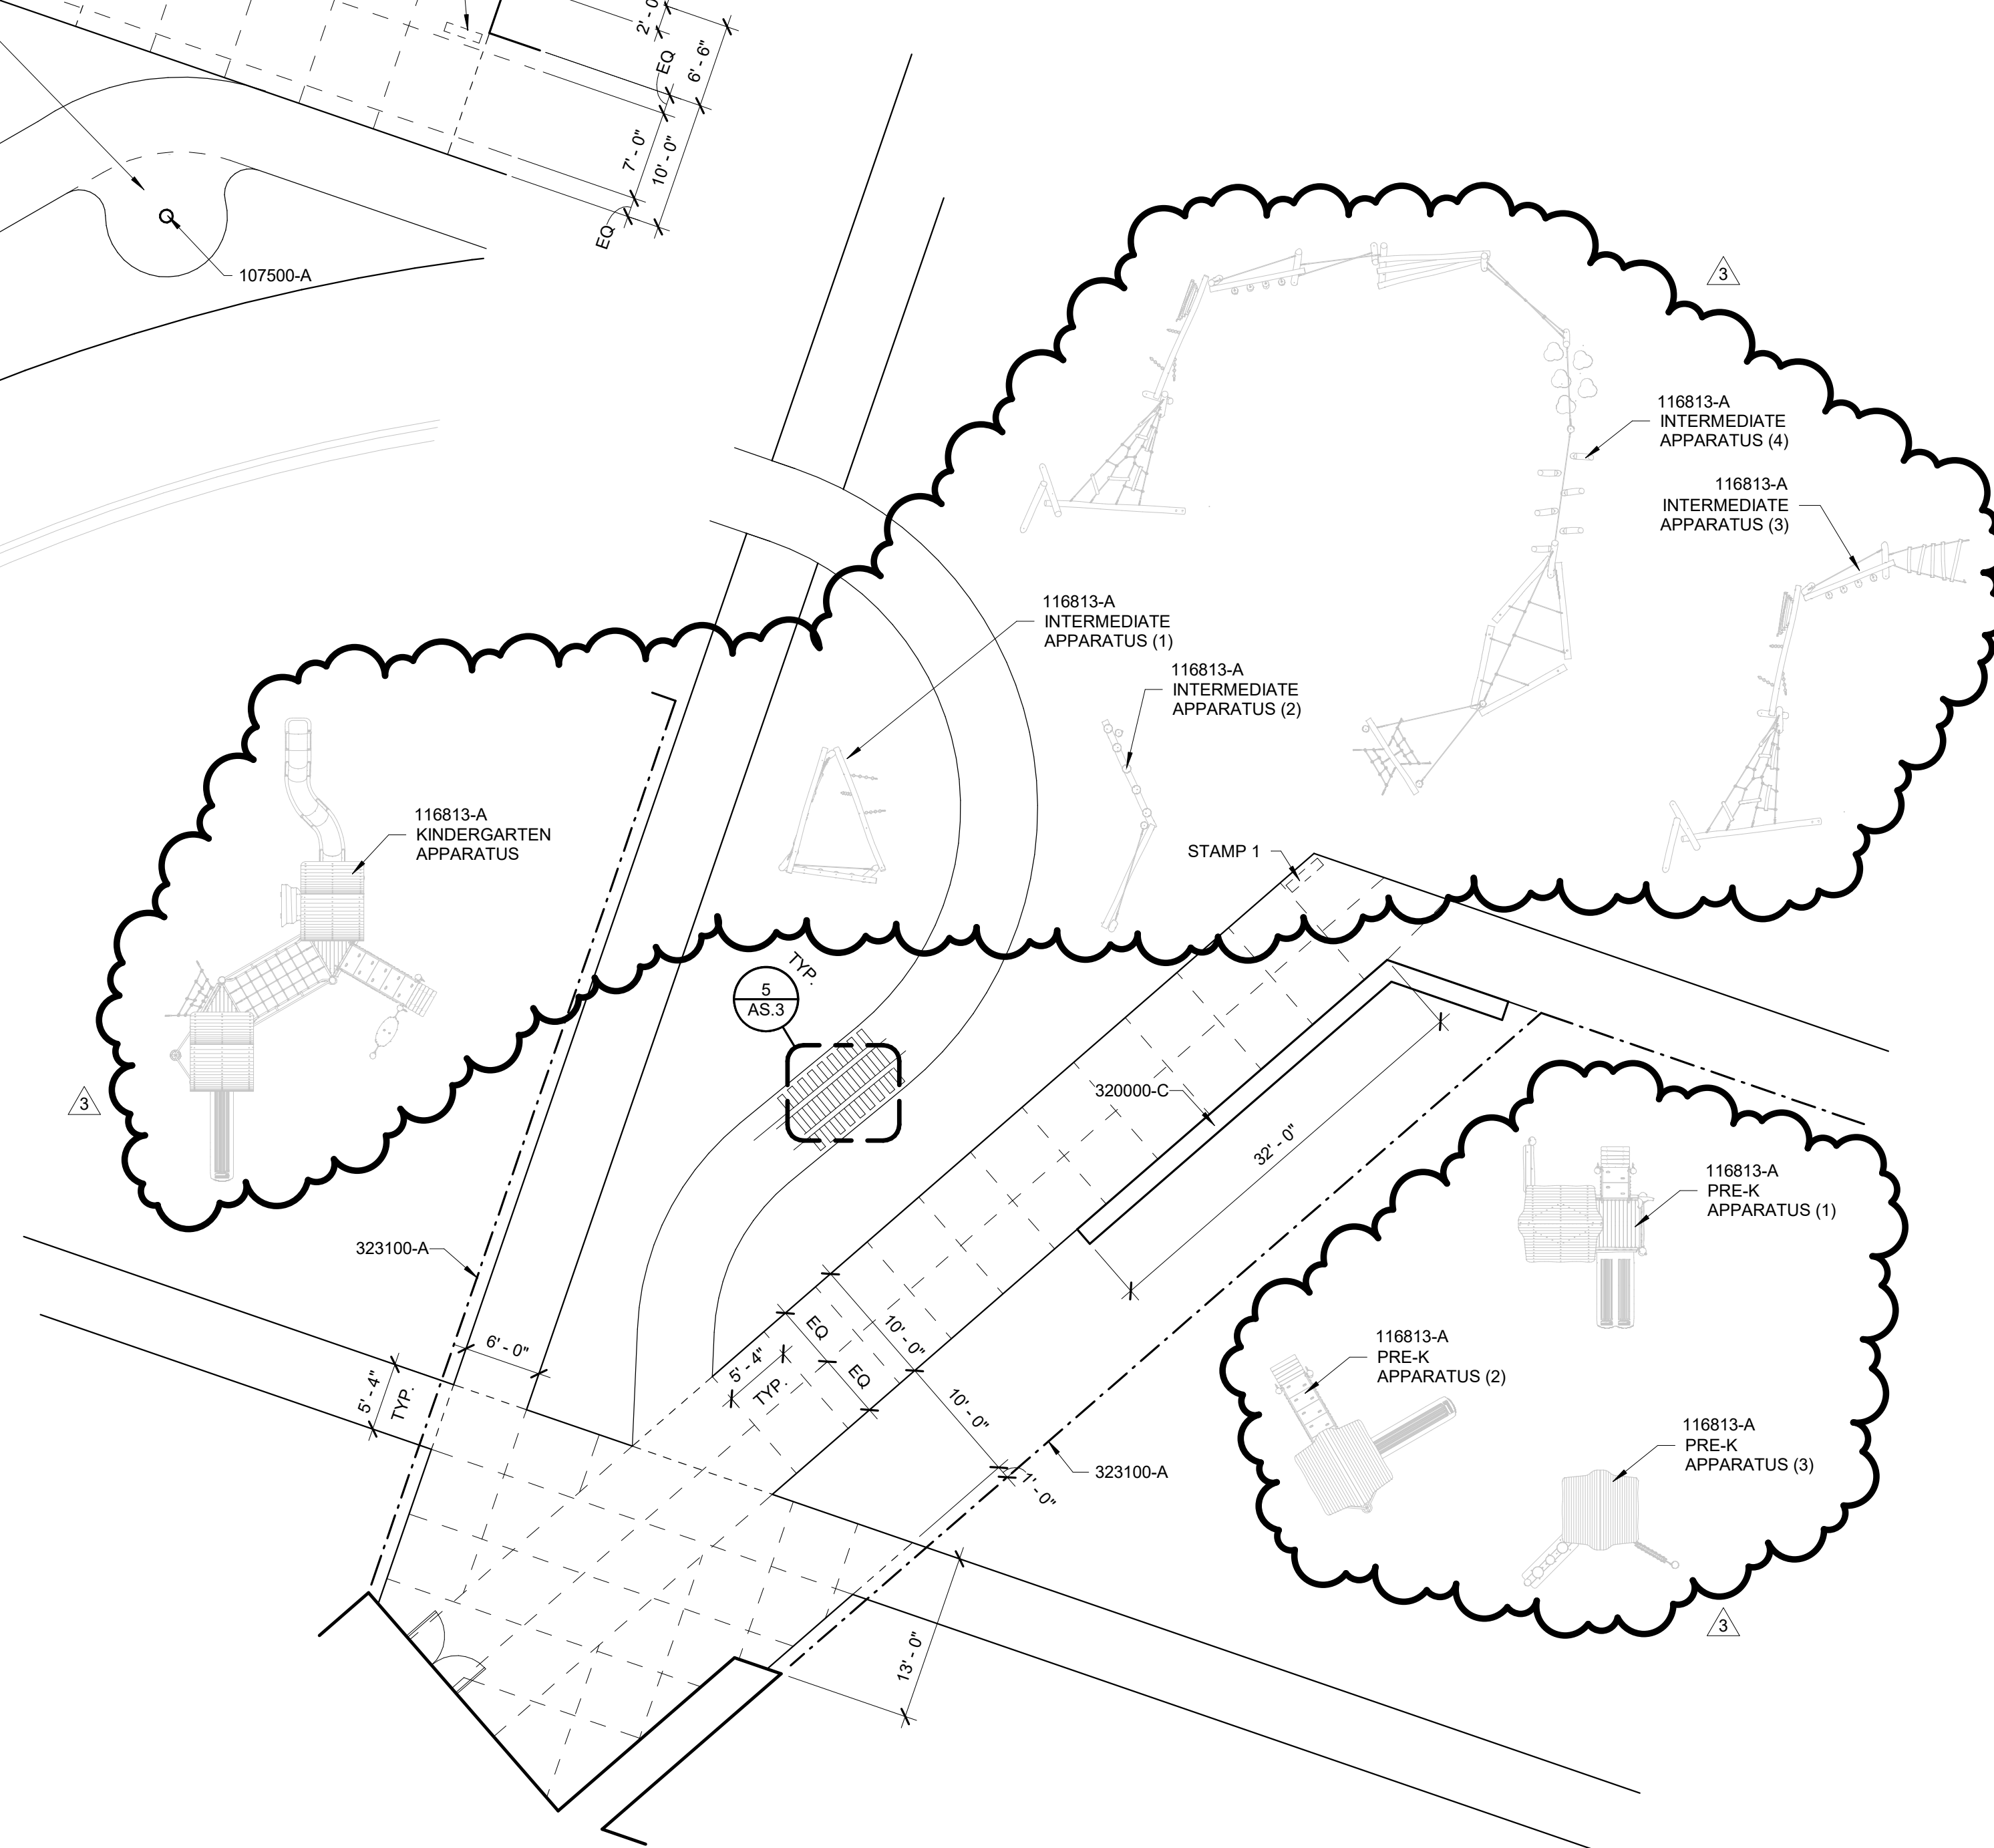 2' - 0
EQ
6' - 6"
7' - 0"
10' - 0"
EQ
107500-A
3
116813-A
INTERMEDIATE
APPARATUS (4)
116813-A
INTERMEDIATE
APPARATUS (3)
116813-A
INTERMEDIATE
APPARATUS (1)
116813-A
INTERMEDIATE
APPARATUS (2)
116813-A
KINDERGARTEN
APPARATUS
STAMP 1
TYP.
5
AS.3
320000-C
32' - 0"
3
116813-A
PRE-K
APPARATUS (1)
323100-A
6' - 0"
5' - 4"
TYP.
EQ
10' - 0"
5' - 4"
TYP.
EQ
10' - 0"
116813-A
PRE-K
APPARATUS (2)
116813-A
PRE-K
APPARATUS (3)
323100-A
1' - 0"
13' - 0"
3